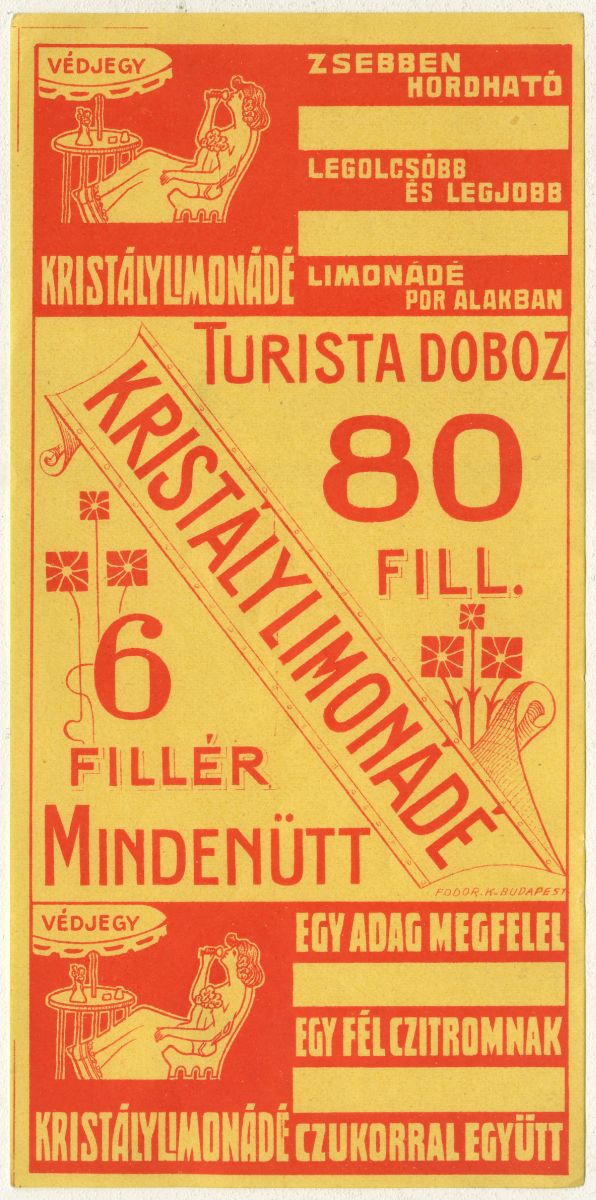 VÉDJEGY
KRISTÁLYLIMONÁDÉ
ZSEBBEN
HORDHATÓ
LEGOLCSÓBB
ÉS LEGJOBB
LIMONÁDÉ
POR ALAKBAN
TURISTA DOBOZ
80
FILL.
KRISTÁLYLIMONÁDÉ
6
FILLÉR
MINDENÜTT
FODOR. K-BUDAPEST
VÉDJEGY
KRISTÁLYLIMONÁDÉ
EGY ADAG MEGFELEL
EGY FÉL CZITROMNAK
CZUKORRAL EGYÜTT